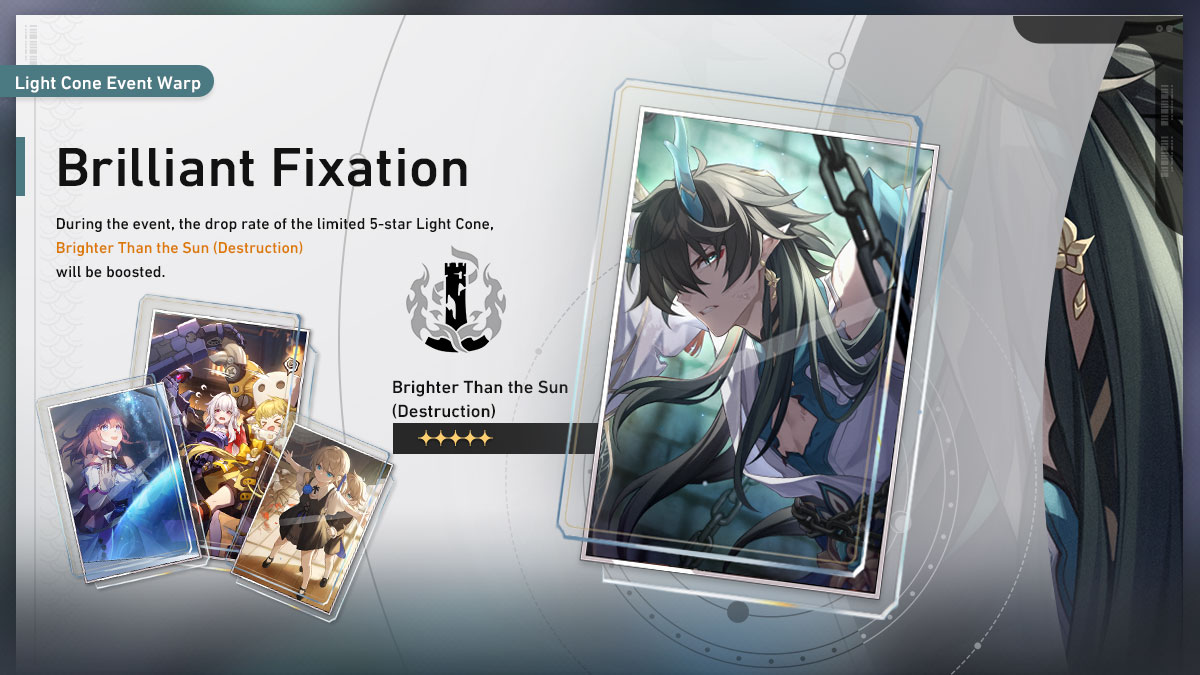 Light Cone Event Warp
Brilliant Fixation
During the event, the drop rate of the limited 5-star Light Cone,
Brighter Than the Sun (Destruction)
will be boosted.
Brighter Than the Sun
(Destruction)